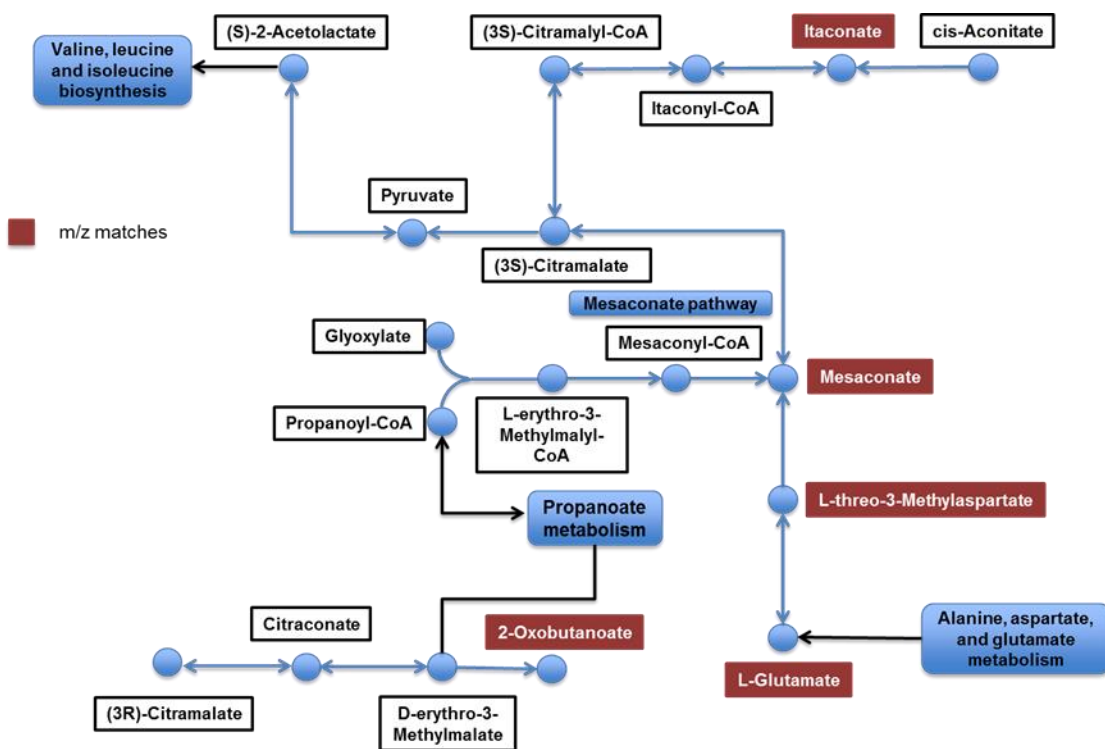 (S)-2-Acetolactate
(3S)-Citramalyl-CoA
Itaconate
cis-Aconitate
Valine, leucine
and isoleucine
biosynthesis
Itaconyl-CoA
Pyruvate
m/z matches
(3S)-Citramalate
Mesaconate pathway
Glyoxylate
Mesaconyl-CoA
Mesaconate
Propanoyl-CoA
L-erythro-3-
Methylmalyl-
CoA
L-threo-3-Methylaspartate
Propanoate
metabolism
Citraconate
2-Oxobutanoate
Alanine, aspartate,
and glutamate
metabolism
L-Glutamate
(3R)-Citramalate
D-erythro-3-
Methylmalate